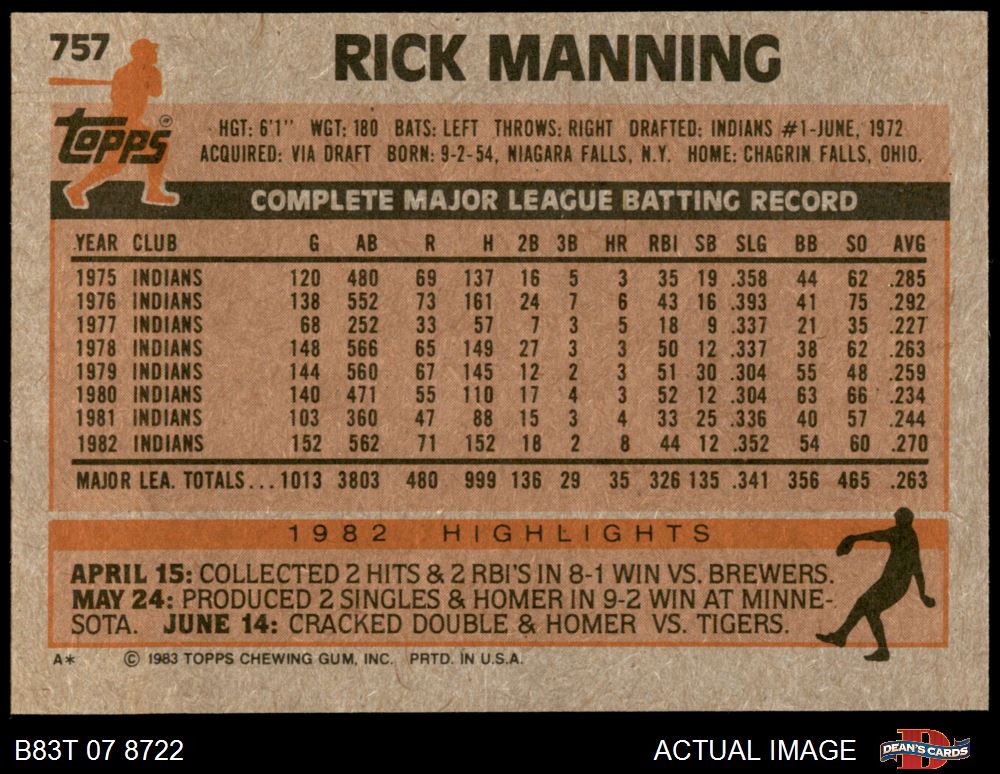 757
RICK MANNING
Topps ®
HGT: 6'1" WGT: 180 BATS: LEFT THROWS: RIGHT DRAFTED: INDIANS #1-JUNE, 1972
ACQUIRED: VIA DRAFT BORN: 9-2-54, NIAGARA FALLS, N.Y. HOME: CHAGRIN FALLS, OHIO.
COMPLETE MAJOR LEAGUE BATTING RECORD
YEAR CLUB G AB R H 2B 3B HR RBI SB SLG BB SO AVG
1975 INDIANS 120 480 69 137 16 5 3 35 19 .358 44 62 .285
1976 INDIANS 138 552 73 161 24 7 6 43 16 .393 41 75 .292
1977 INDIANS 68 252 33 57 7 3 5 18 9 .337 21 35 .227
1978 INDIANS 148 566 65 149 27 3 3 50 12 .337 38 62 .263
1979 INDIANS 144 560 67 145 12 2 3 51 30 .304 55 48 .259
1980 INDIANS 140 471 55 110 17 4 3 52 12 .304 63 66 .234
1981 INDIANS 103 360 47 88 15 3 4 33 25 .336 40 57 .244
1982 INDIANS 152 562 71 152 18 2 8 44 12 .352 54 60 .270
MAJOR LEA. TOTALS...1013 3803 480 999 136 29 35 326 135 .341 356 465 .263
1982 HIGHLIGHTS
APRIL 15: COLLECTED 2 HITS & 2 RBI'S IN 8-1 WIN VS. BREWERS.
MAY 24: PRODUCED 2 SINGLES & HOMER IN 9-2 WIN AT MINNE-
SOTA. JUNE 14: CRACKED DOUBLE & HOMER VS. TIGERS.
A* © 1983 TOPPS CHEWING GUM, INC. PRTD. IN U.S.A.
B83T 07 8722 ACTUAL IMAGE DEAN'S CARDS